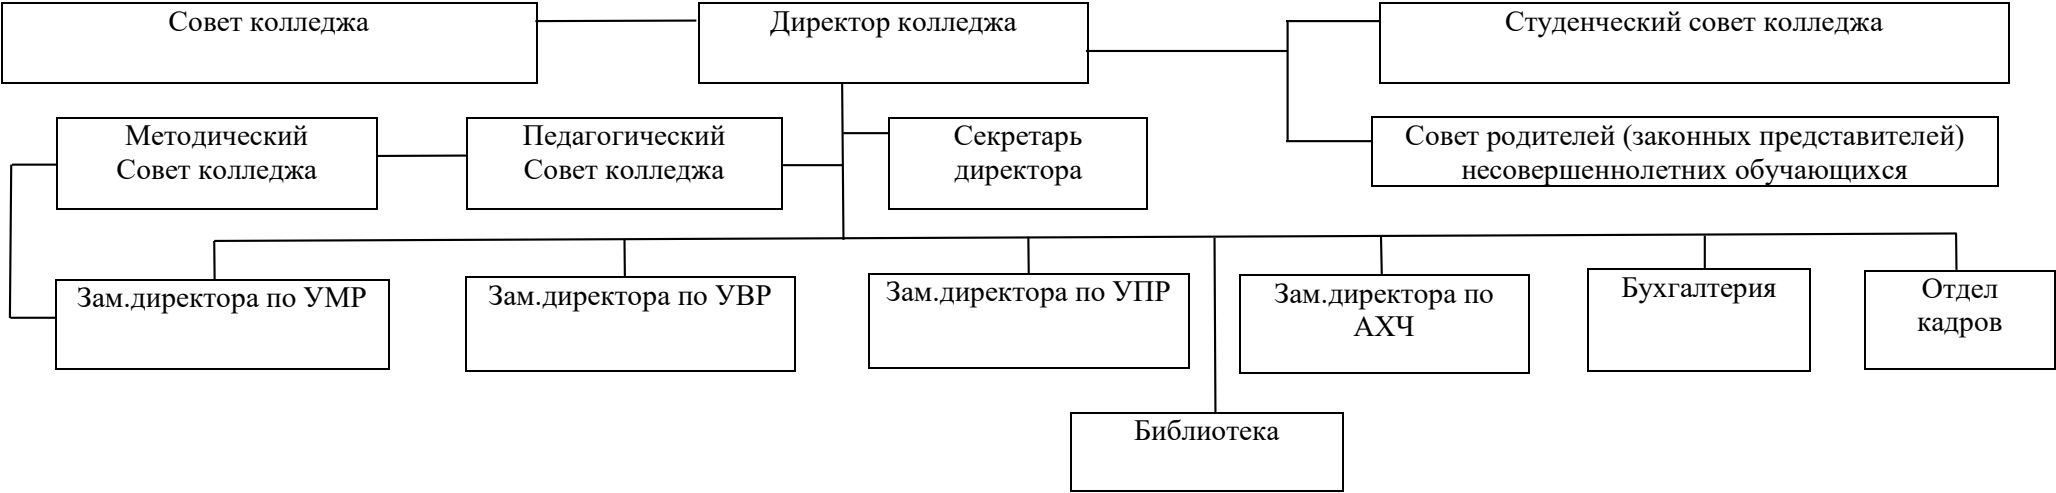 Совет колледжа
Директор колледжа
Студенческий совет колледжа
Методический
Совет колледжа
Педагогический
Совет колледжа
Секретарь
директора
Совет родителей (законных представителей)
несовершеннолетних обучающихся
Зам.директора по УМР
Зам.директора по УВР
Зам.директора по УПР
Зам.директора по
АХЧ
Бухгалтерия
Отдел
кадров
Библиотека